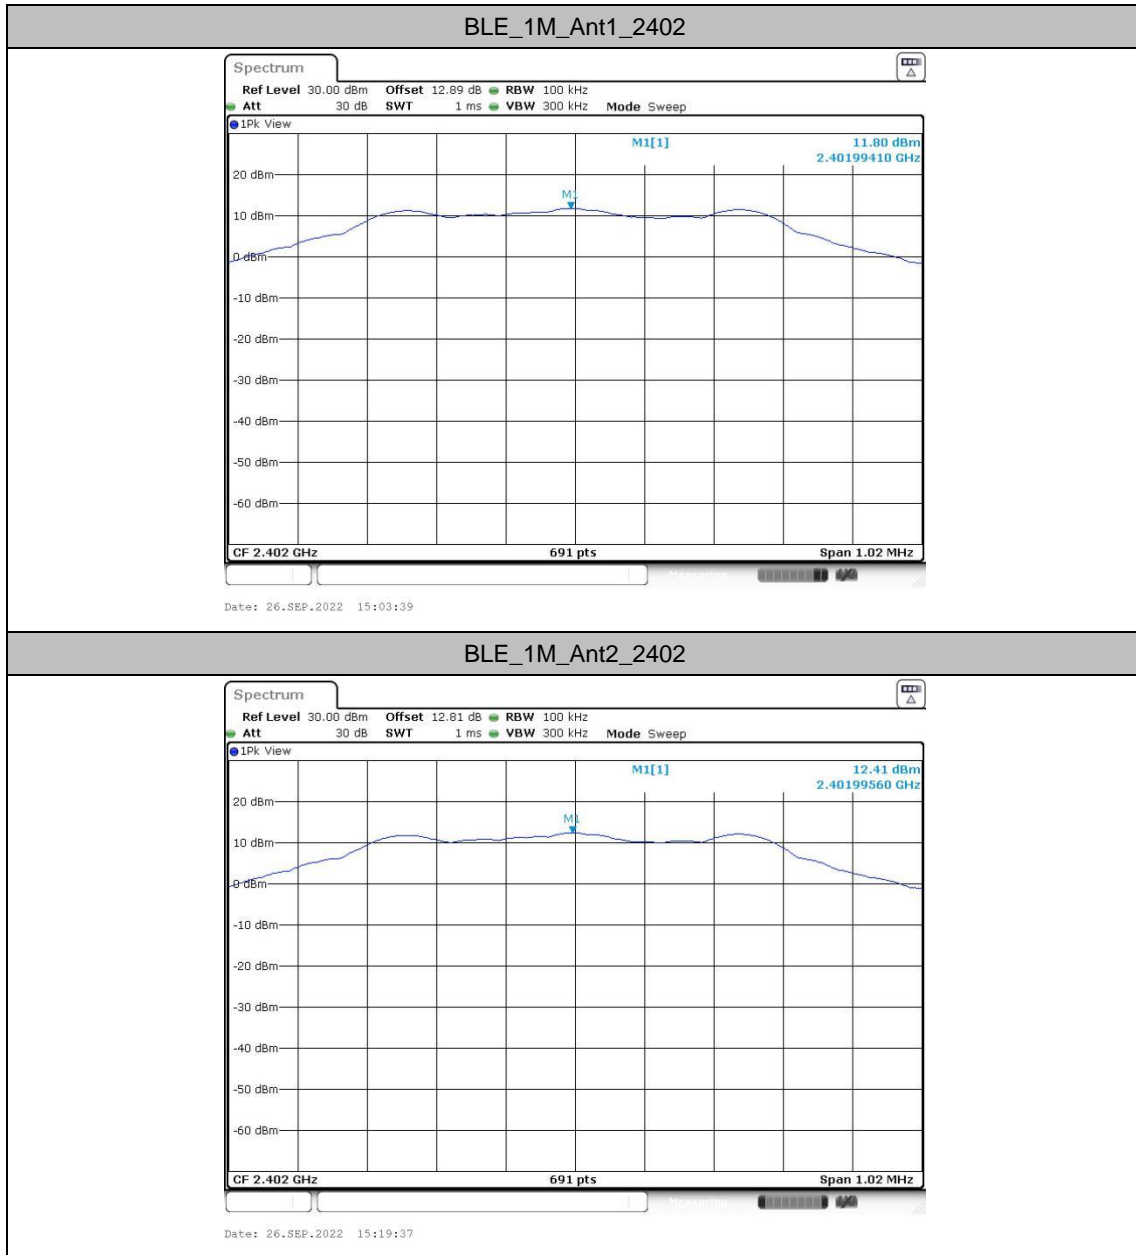 BLE_1M_Ant1_2402
Spectrum
Ref Level 30.00 dBm Offset 12.89 dB RBW 100 kHz
Att 30 dB SWT 1 ms VBW 300 kHz Mode Sweep
1Pk View
M1[1] 11.80 dBm
2.40199410 GHz
20 dBm
M1
10 dBm
0 dBm
-10 dBm
-20 dBm
-30 dBm
-40 dBm
-50 dBm
-60 dBm
CF 2.402 GHz 691 pts Span 1.02 MHz
Measuring
Date: 26.SEP.2022 15:03:39
BLE_1M_Ant2_2402
Spectrum
Ref Level 30.00 dBm Offset 12.81 dB RBW 100 kHz
Att 30 dB SWT 1 ms VBW 300 kHz Mode Sweep
1Pk View
M1[1] 12.41 dBm
2.40199560 GHz
20 dBm
M1
10 dBm
0 dBm
-10 dBm
-20 dBm
-30 dBm
-40 dBm
-50 dBm
-60 dBm
CF 2.402 GHz 691 pts Span 1.02 MHz
Measuring
Date: 26.SEP.2022 15:19:37